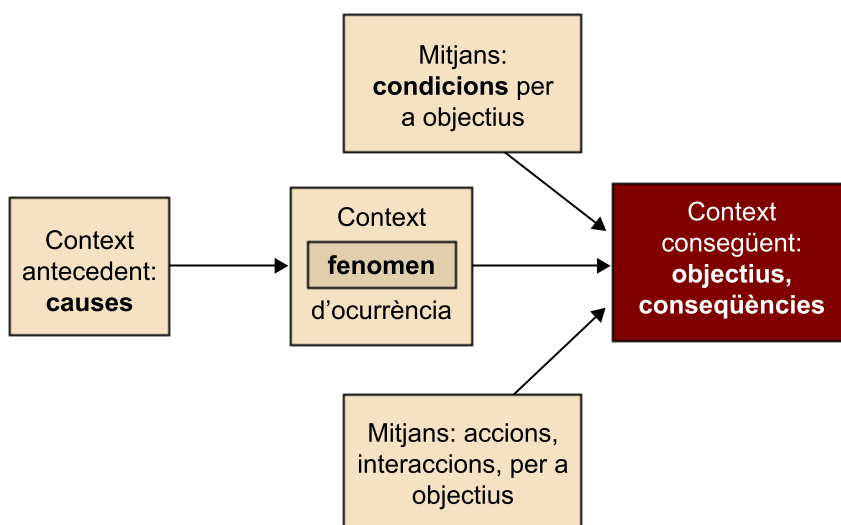 Mitjans:
condicions per
a objectius
Context
antecedent:
causes
Context
fenomen
d’ocurrència
Context
consegüent:
objectius,
conseqüències
Mitjans: accions,
interaccions, per a
objectius